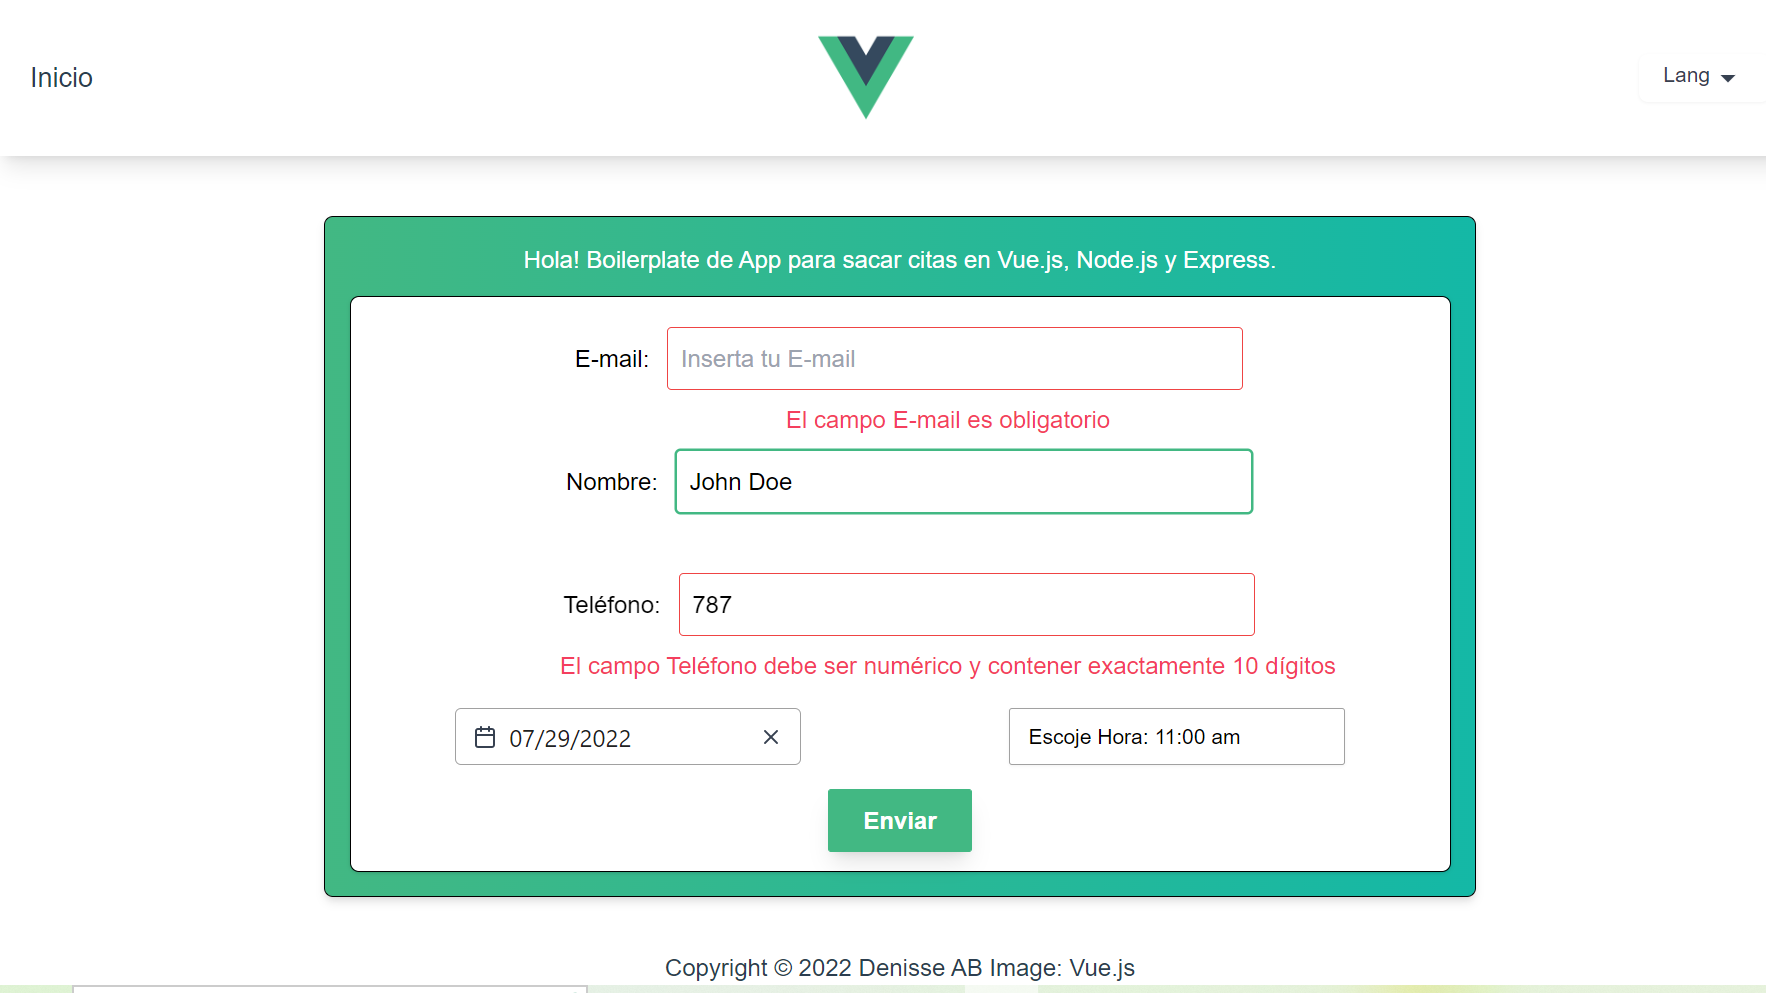 Inicio
Lang
Hola! Boilerplate de App para sacar citas en Vue.js, Node.js y Express.
E-mail: Inserta tu E-mail
El campo E-mail es obligatorio
Nombre: John Doe
Teléfono: 787
El campo Teléfono debe ser numérico y contener exactamente 10 dígitos
07/29/2022 Escoje Hora: 11:00 am
Enviar
Copyright © 2022 Denisse AB Image: Vue.js